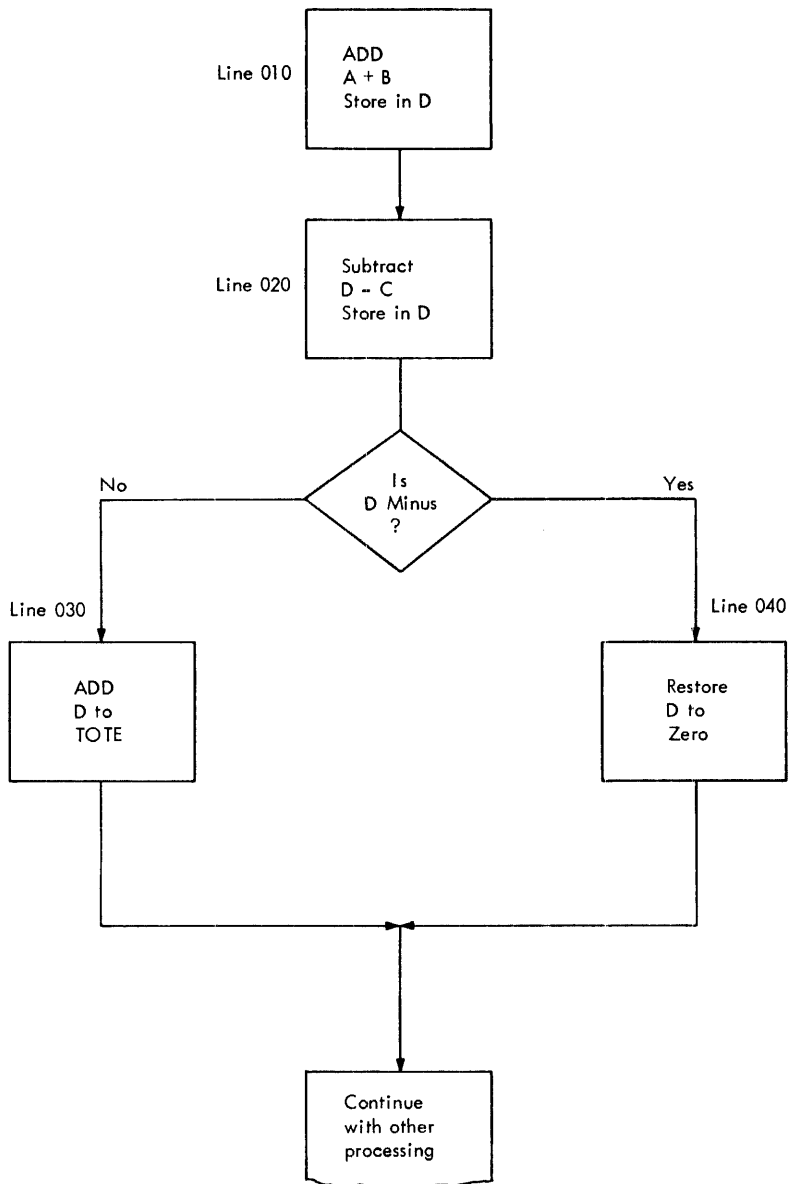 Line 010
ADD
A + B
Store in D
Line 020
Subtract
D - C
Store in D
Is
D Minus
?
No
Yes
Line 030
ADD
D to
TOTE
Line 040
Restore
D to
Zero
Continue
with other
processing